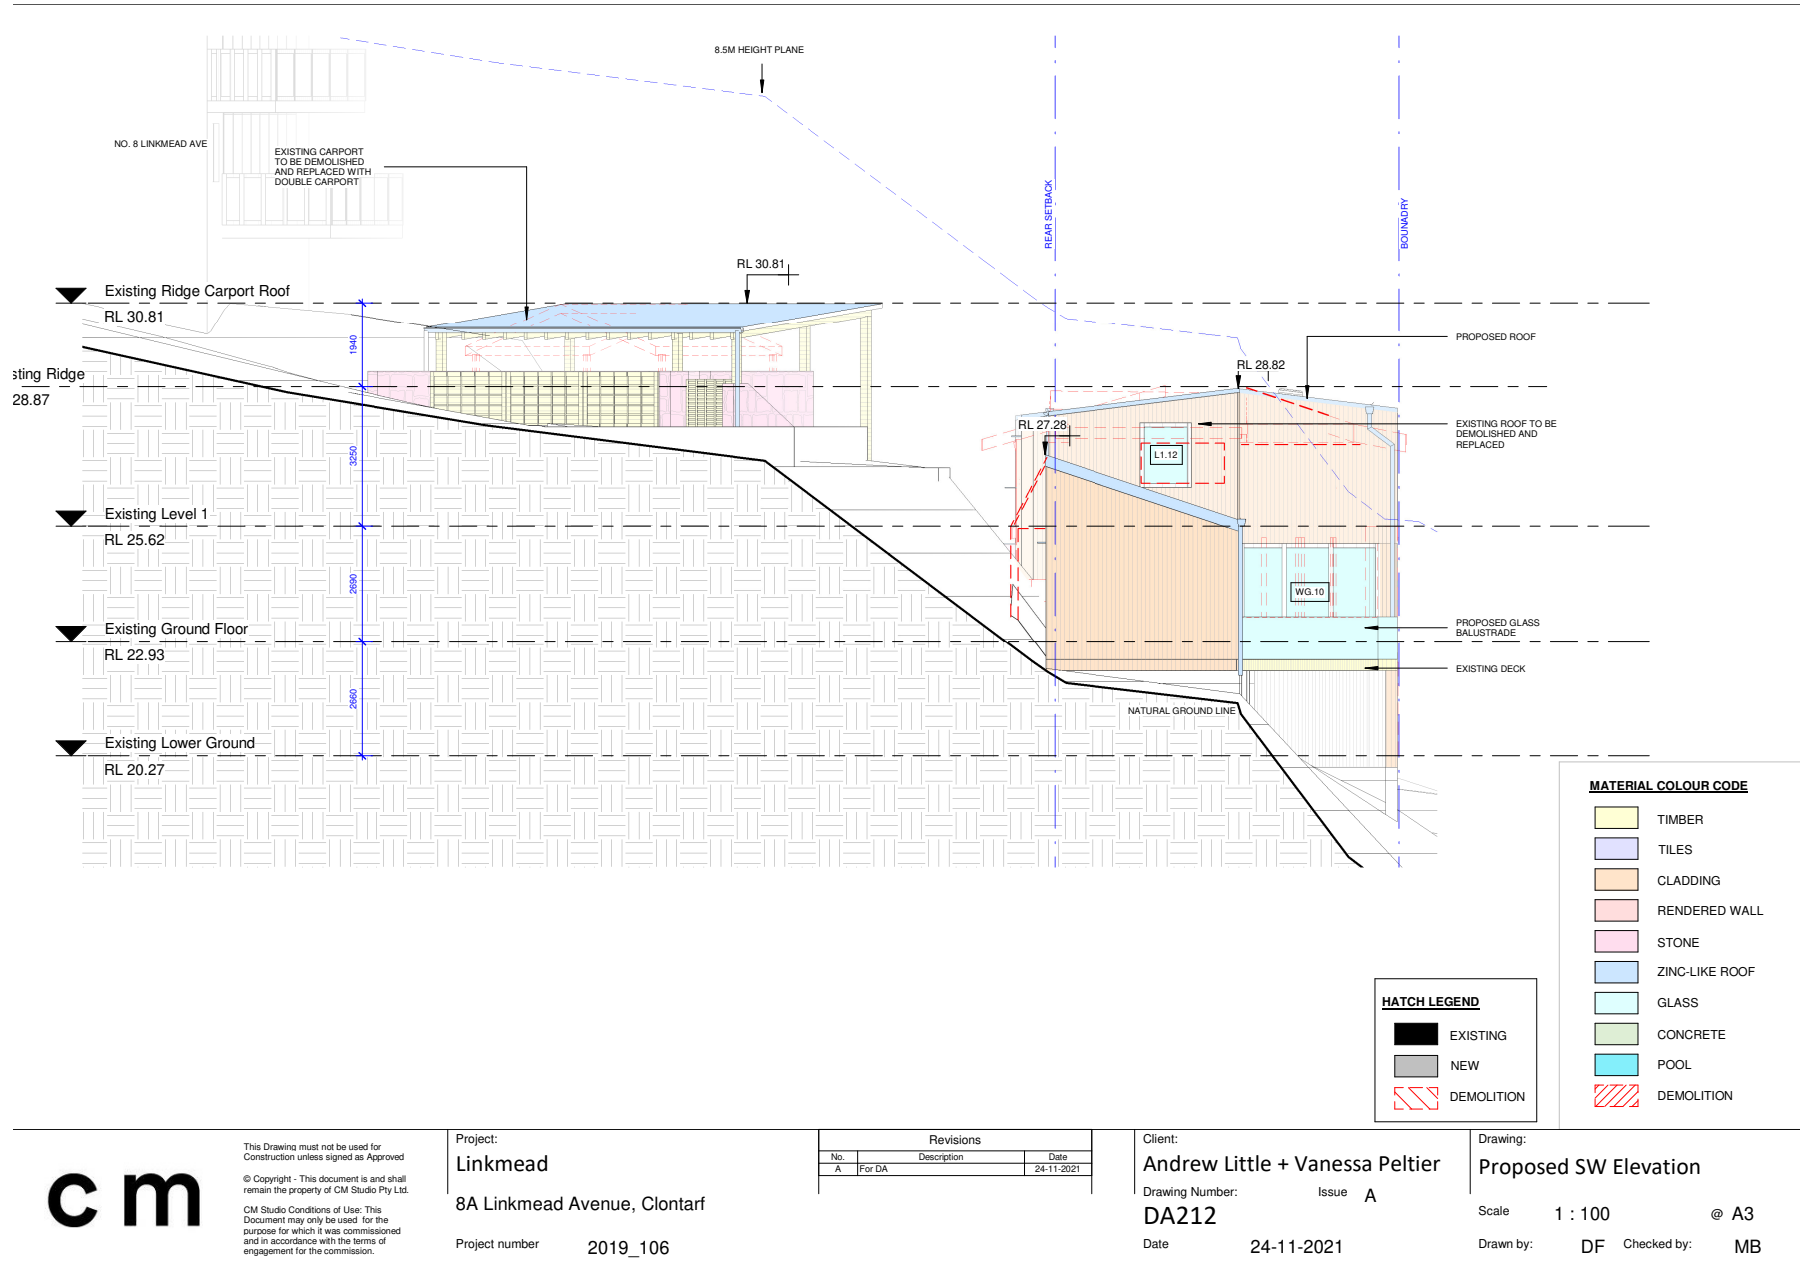 8.5M HEIGHT PLANE
NO. 8 LINKMEAD AVE
EXISTING CARPORT
TO BE DEMOLISHED
AND REPLACED WITH
DOUBLE CARPORT
REAR SETBACK
BOUNADRY
RL 30.81
Existing Ridge Carport Roof
RL 30.81
1940
PROPOSED ROOF
RL 28.82
sting Ridge
28.87
RL 27.28
EXISTING ROOF TO BE
DEMOLISHED AND
REPLACED
L1.12
3250
Existing Level 1
RL 25.62
2690
WG.10
Existing Ground Floor
RL 22.93
PROPOSED GLASS
BALUSTRADE
EXISTING DECK
2660
NATURAL GROUND LINE
Existing Lower Ground
RL 20.27
MATERIAL COLOUR CODE
TIMBER
TILES
CLADDING
RENDERED WALL
STONE
ZINC-LIKE ROOF
GLASS
CONCRETE
POOL
DEMOLITION
HATCH LEGEND
EXISTING
NEW
DEMOLITION
cm
This Drawing must not be used for
Construction unless signed as Approved
© Copyright - This document is and shall
remain the property of CM Studio Pty Ltd.
CM Studio Conditions of Use: This
Document may only be used for the
purpose for which it was commissioned
and in accordance with the terms of
engagement for the commission.
Project:
Linkmead
8A Linkmead Avenue, Clontarf
Project number 2019_106
Revisions
No. Description Date
A For DA 24-11-2021
Client:
Andrew Little + Vanessa Peltier
Drawing Number: Issue A
DA212
Date 24-11-2021
Drawing:
Proposed SW Elevation
Scale 1 : 100 @ A3
Drawn by: DF Checked by: MB